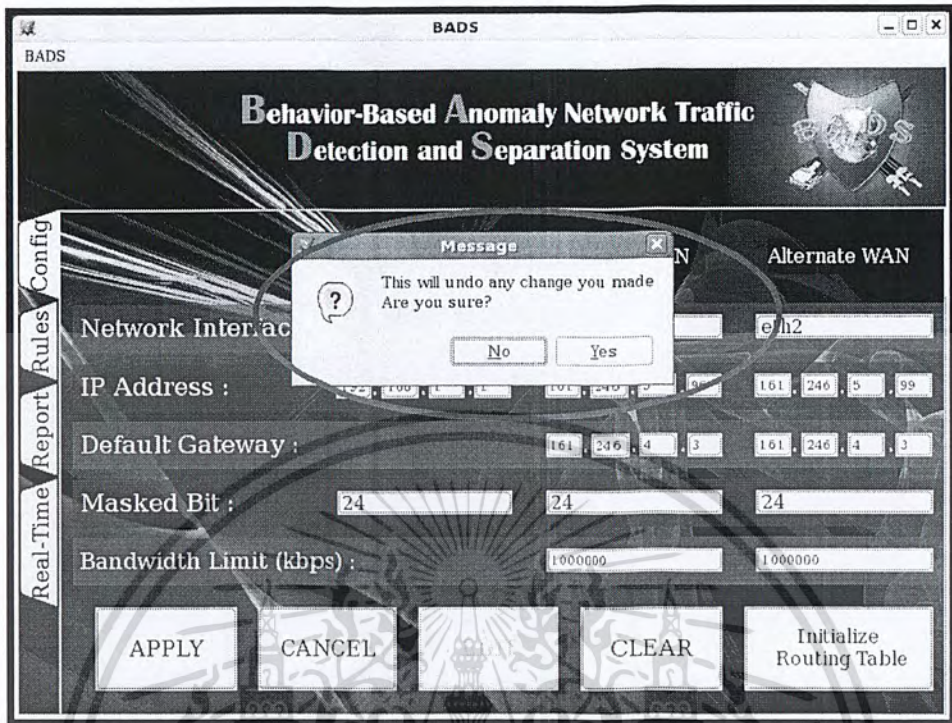 BADS
BADS
Behavior-Based Anomaly Network Traffic
Detection and Separation System
BADS
Config
Rules
Report
Real-Time
Message
This will undo any change you made
Are you sure?
No
Yes
N
Alternate WAN
Network Interfac
eth2
IP Address :
161 . 246 . 5 . 99
Default Gateway :
161 . 246 . 4 . 3
161 . 246 . 4 . 3
Masked Bit :
24
24
24
Bandwidth Limit (kbps) :
1000000
1000000
APPLY
CANCEL
CLEAR
Initialize
Routing Table